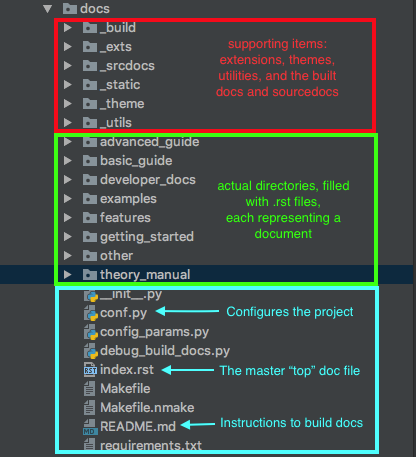 docs
_build
_exts
_srcdocs
_static
_theme
_utils
supporting items:
extensions, themes,
utilities, and the built
docs and sourcedocs
advanced_guide
basic_guide
developer_docs
examples
features
getting_started
other
theory_manual
actual directories, filled
with .rst files,
each representing a
document
__init__.py
conf.py
Configures the project
config_params.py
debug_build_docs.py
RST
index.rst
The master “top” doc file
Makefile
Makefile.nmake
MD
README.md
Instructions to build docs
requirements.txt